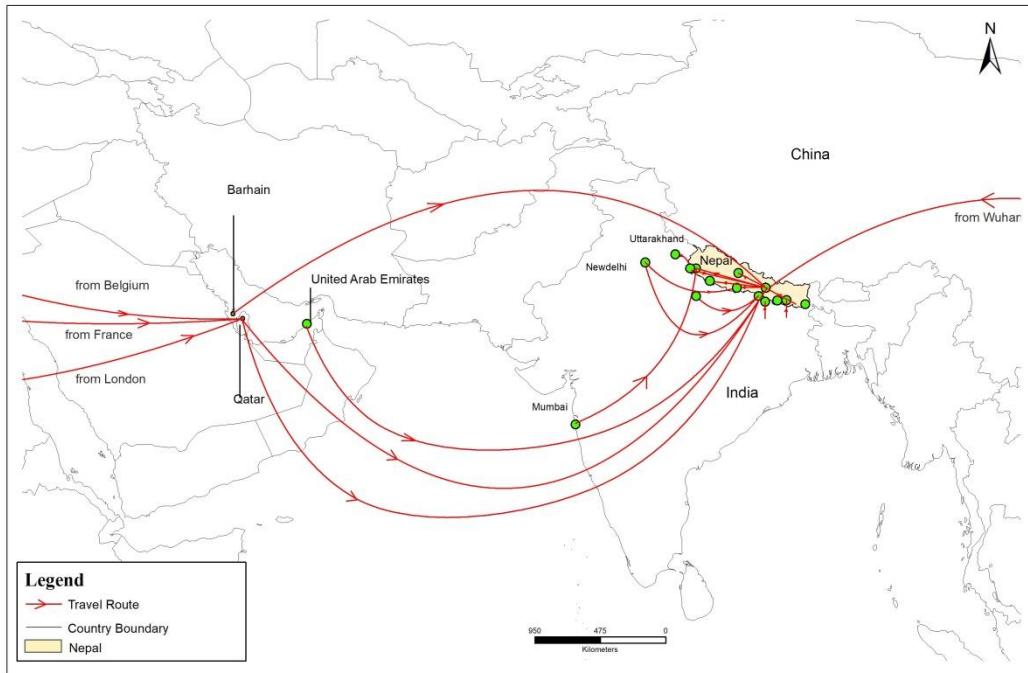 N
China
Barhain
from Wuhan
Uttarakhand
Nepal
Newdelhi
United Arab Emirates
from Belgium
from France
from London
Qatar
Mumbai
India
Legend
Travel Route
Country Boundary
Nepal
950 475 0
Kilometers